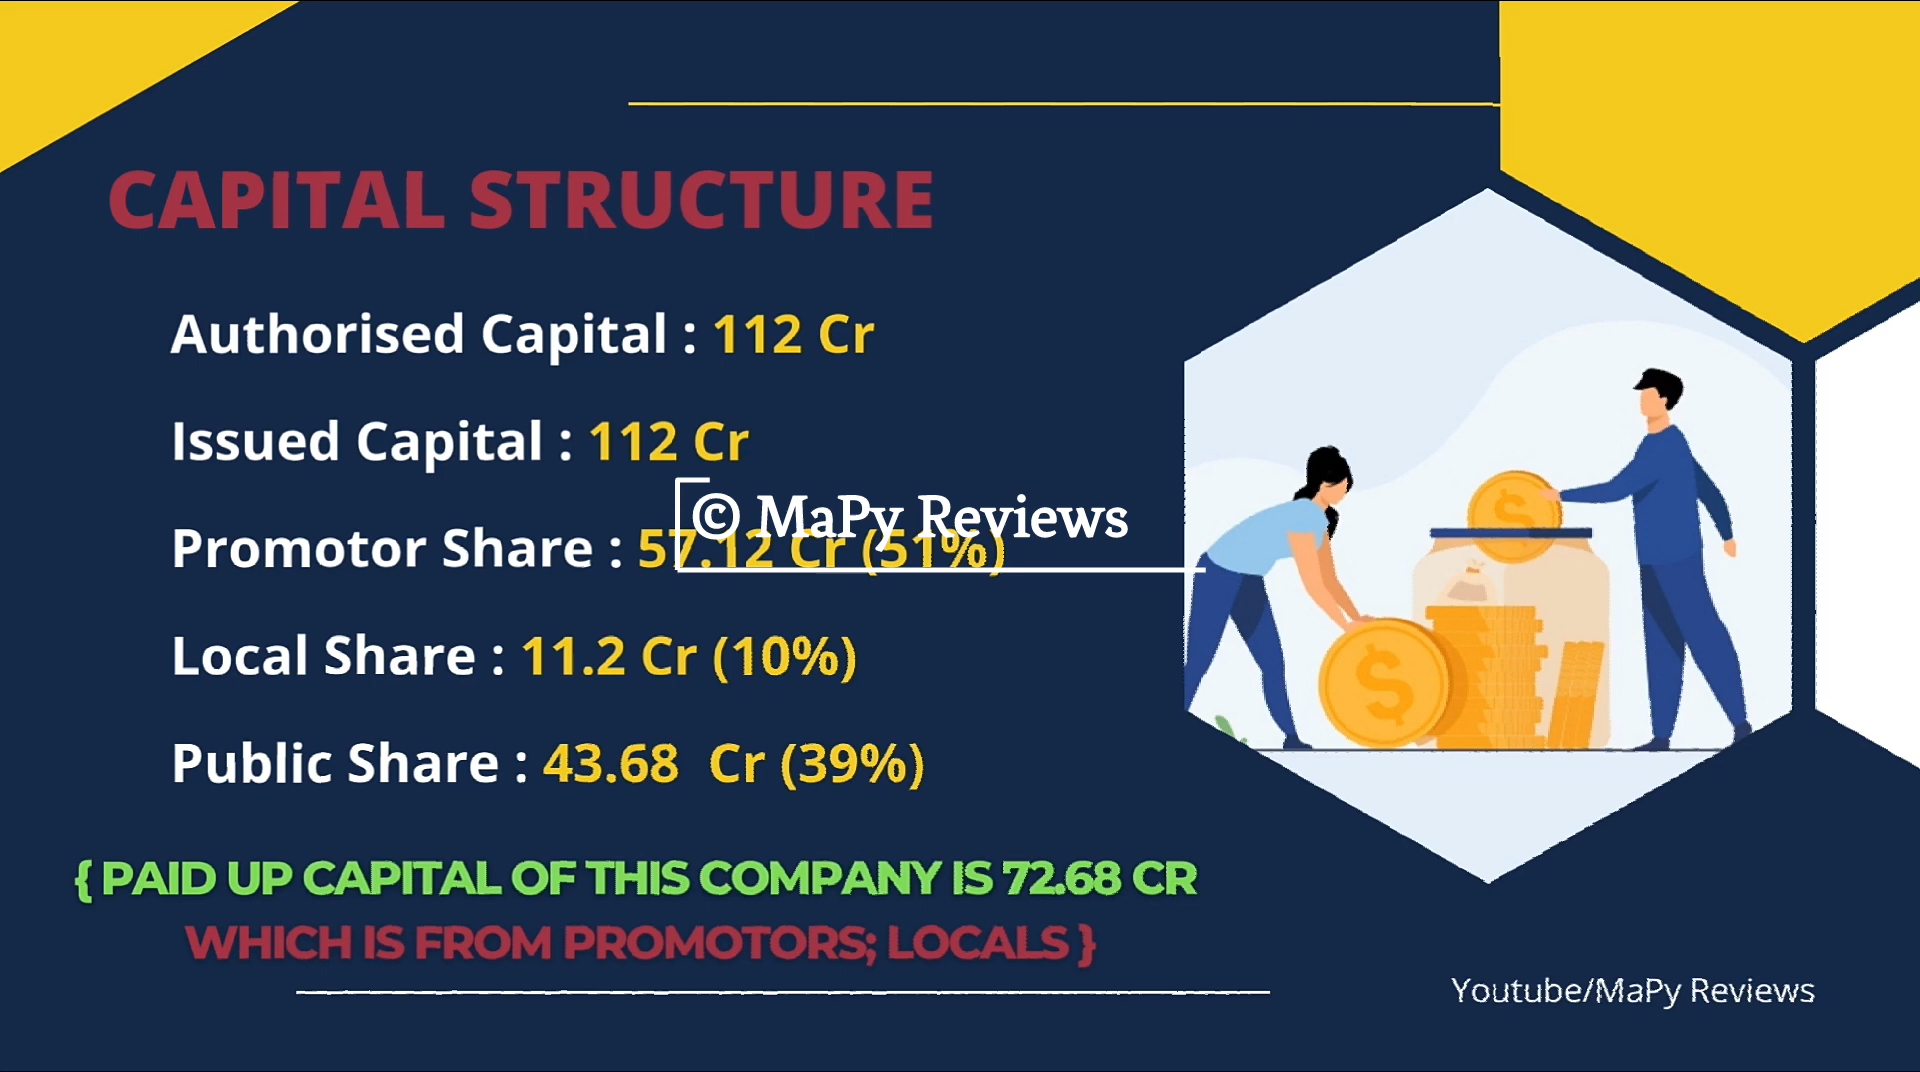 CAPITAL STRUCTURE
Authorised Capital : 112 Cr
Issued Capital : 112 Cr
© MaPy Reviews
Promotor Share : 57.12 Cr (51%)
Local Share : 11.2 Cr (10%)
Public Share : 43.68 Cr (39%)
{ PAID UP CAPITAL OF THIS COMPANY IS 72.68 CR
WHICH IS FROM PROMOTORS; LOCALS }
Youtube/MaPy Reviews